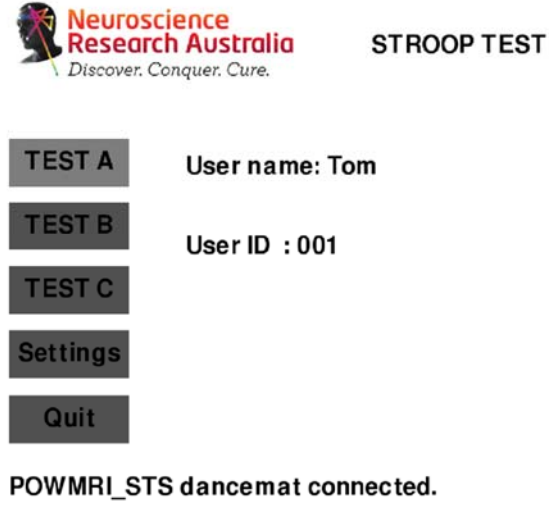 Neuroscience
Research Australia
Discover. Conquer. Cure.
STROOP TEST
TEST A
User name: Tom
TEST B
User ID : 001
TEST C
Settings
Quit
POWMRI_STS dancemat connected.